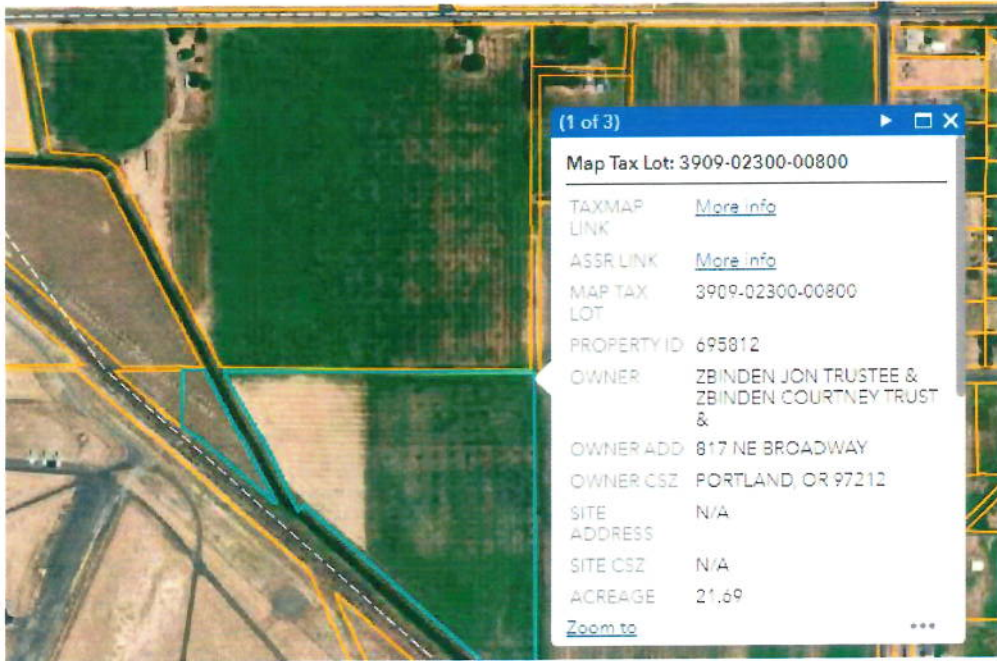 (1 of 3)
Map Tax Lot: 3909-02300-00800
TAXMAP More info
LINK
ASSR LINK More info
MAP TAX 3909-02300-00800
LOT
PROPERTY ID 695812
OWNER ZBINDEN JON TRUSTEE &
ZBINDEN COURTNEY TRUST
&
OWNER ADD 817 NE BROADWAY
OWNER CSZ PORTLAND, OR 97212
SITE N/A
ADDRESS
SITE CSZ N/A
ACREAGE 21.69
Zoom to